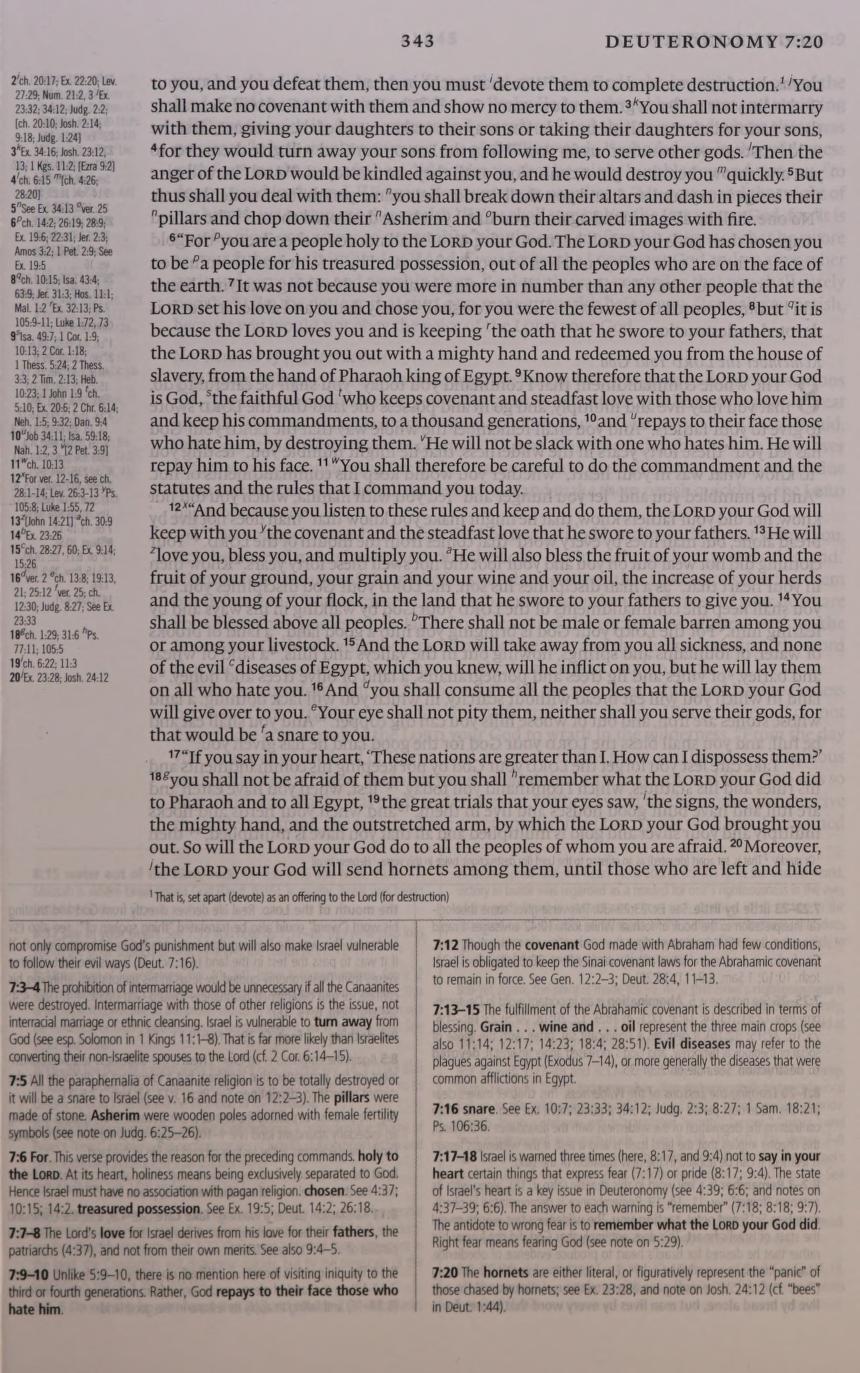 343
DEUTERONOMY 7:20
2ⁱch. 20:17; Ex. 22:20; Lev.
27:29; Num. 21:2, 3 ʲEx.
23:32; 34:12; Judg. 2:2;
[ch. 20:10; Josh. 2:14;
9:18; Judg. 1:24]
3ᵏEx. 34:16; Josh. 23:12,
13; 1 Kgs. 11:2; [Ezra 9:2]
4ˡch. 6:15 ᵐ[ch. 4:26;
28:20]
5ⁿSee Ex. 34:13 ᵒver. 25
6ᵖch. 14:2; 26:19; 28:9;
Ex. 19:6; 22:31; Jer. 2:3;
Amos 3:2; 1 Pet. 2:9; See
Ex. 19:5
8qch. 10:15; Isa. 43:4;
63:9; Jer. 31:3; Hos. 11:1;
Mal. 1:2 ʳEx. 32:13; Ps.
105:9-11; Luke 1:72, 73
9ˢIsa. 49:7; 1 Cor. 1:9;
10:13; 2 Cor. 1:18;
1 Thess. 5:24; 2 Thess.
3:3; 2 Tim. 2:13; Heb.
10:23; 1 John 1:9 ᵗch.
5:10; Ex. 20:6; 2 Chr. 6:14;
Neh. 1:5; 9:32; Dan. 9:4
10ᵘJob 34:11; Isa. 59:18;
Nah. 1:2, 3 ᵛ[2 Pet. 3:9]
11ʷch. 10:13
12ˣFor ver. 12-16, see ch.
28:1-14; Lev. 26:3-13 ʸPs.
105:8; Luke 1:55, 72
13ᶻ[John 14:21] ᵃch. 30:9
14ᵇEx. 23:26
15ᶜch. 28:27, 60; Ex. 9:14;
15:26
16ᵈver. 2 ᵉch. 13:8; 19:13,
21; 25:12 ᶠver. 25; ch.
12:30; Judg. 8:27; See Ex.
23:33
18ᵍch. 1:29; 31:6 ʰPs.
77:11; 105:5
19ⁱch. 6:22; 11:3
20ʲEx. 23:28; Josh. 24:12
to you, and you defeat them, then you must ⁱdevote them to complete destruction.¹ ʲYou
shall make no covenant with them and show no mercy to them. ³ᵏYou shall not intermarry
with them, giving your daughters to their sons or taking their daughters for your sons,
⁴for they would turn away your sons from following me, to serve other gods. ˡThen the
anger of the LORD would be kindled against you, and he would destroy you ᵐquickly. ⁵But
thus shall you deal with them: ⁿyou shall break down their altars and dash in pieces their
ⁿpillars and chop down their ⁿAsherim and ᵒburn their carved images with fire.
⁶“For ᵖyou are a people holy to the LORD your God. The LORD your God has chosen you
to be ᵖa people for his treasured possession, out of all the peoples who are on the face of
the earth. ⁷It was not because you were more in number than any other people that the
LORD set his love on you and chose you, for you were the fewest of all peoples, ⁸but qit is
because the LORD loves you and is keeping ʳthe oath that he swore to your fathers, that
the LORD has brought you out with a mighty hand and redeemed you from the house of
slavery, from the hand of Pharaoh king of Egypt. ⁹Know therefore that the LORD your God
is God, ˢthe faithful God ᵗwho keeps covenant and steadfast love with those who love him
and keep his commandments, to a thousand generations, ¹⁰and ᵘrepays to their face those
who hate him, by destroying them. ᵛHe will not be slack with one who hates him. He will
repay him to his face. ¹¹ʷYou shall therefore be careful to do the commandment and the
statutes and the rules that I command you today.
¹²ˣ“And because you listen to these rules and keep and do them, the LORD your God will
keep with you ʸthe covenant and the steadfast love that he swore to your fathers. ¹³He will
ᶻlove you, bless you, and multiply you. ᵃHe will also bless the fruit of your womb and the
fruit of your ground, your grain and your wine and your oil, the increase of your herds
and the young of your flock, in the land that he swore to your fathers to give you. ¹⁴You
shall be blessed above all peoples. ᵇThere shall not be male or female barren among you
or among your livestock. ¹⁵And the LORD will take away from you all sickness, and none
of the evil ᶜdiseases of Egypt, which you knew, will he inflict on you, but he will lay them
on all who hate you. ¹⁶And ᵈyou shall consume all the peoples that the LORD your God
will give over to you. ᵉYour eye shall not pity them, neither shall you serve their gods, for
that would be ᶠa snare to you.
¹⁷“If you say in your heart, ‘These nations are greater than I. How can I dispossess them?’
¹⁸ᵍyou shall not be afraid of them but you shall ʰremember what the LORD your God did
to Pharaoh and to all Egypt, ¹⁹the great trials that your eyes saw, ⁱthe signs, the wonders,
the mighty hand, and the outstretched arm, by which the LORD your God brought you
out. So will the LORD your God do to all the peoples of whom you are afraid. ²⁰Moreover,
ʲthe LORD your God will send hornets among them, until those who are left and hide
¹ That is, set apart (devote) as an offering to the Lord (for destruction)
not only compromise God's punishment but will also make Israel vulnerable
to follow their evil ways (Deut. 7:16).
7:3–4 The prohibition of intermarriage would be unnecessary if all the Canaanites
were destroyed. Intermarriage with those of other religions is the issue, not
interracial marriage or ethnic cleansing. Israel is vulnerable to turn away from
God (see esp. Solomon in 1 Kings 11:1–8). That is far more likely than Israelites
converting their non-Israelite spouses to the Lord (cf. 2 Cor. 6:14–15).
7:5 All the paraphernalia of Canaanite religion is to be totally destroyed or
it will be a snare to Israel (see v. 16 and note on 12:2–3). The pillars were
made of stone. Asherim were wooden poles adorned with female fertility
symbols (see note on Judg. 6:25–26).
7:6 For. This verse provides the reason for the preceding commands. holy to
the LORD. At its heart, holiness means being exclusively separated to God.
Hence Israel must have no association with pagan religion. chosen. See 4:37;
10:15; 14:2. treasured possession. See Ex. 19:5; Deut. 14:2; 26:18.
7:7–8 The Lord's love for Israel derives from his love for their fathers, the
patriarchs (4:37), and not from their own merits. See also 9:4–5.
7:9–10 Unlike 5:9–10, there is no mention here of visiting iniquity to the
third or fourth generations. Rather, God repays to their face those who
hate him.
7:12 Though the covenant God made with Abraham had few conditions,
Israel is obligated to keep the Sinai covenant laws for the Abrahamic covenant
to remain in force. See Gen. 12:2–3; Deut. 28:4, 11–13.
7:13–15 The fulfillment of the Abrahamic covenant is described in terms of
blessing. Grain . . . wine and . . . oil represent the three main crops (see
also 11:14; 12:17; 14:23; 18:4; 28:51). Evil diseases may refer to the
plagues against Egypt (Exodus 7–14), or more generally the diseases that were
common afflictions in Egypt.
7:16 snare. See Ex. 10:7; 23:33; 34:12; Judg. 2:3; 8:27; 1 Sam. 18:21;
Ps. 106:36.
7:17–18 Israel is warned three times (here, 8:17, and 9:4) not to say in your
heart certain things that express fear (7:17) or pride (8:17; 9:4). The state
of Israel's heart is a key issue in Deuteronomy (see 4:39; 6:6; and notes on
4:37–39; 6:6). The answer to each warning is “remember” (7:18; 8:18; 9:7).
The antidote to wrong fear is to remember what the LORD your God did.
Right fear means fearing God (see note on 5:29).
7:20 The hornets are either literal, or figuratively represent the “panic” of
those chased by hornets; see Ex. 23:28, and note on Josh. 24:12 (cf. “bees”
in Deut. 1:44).